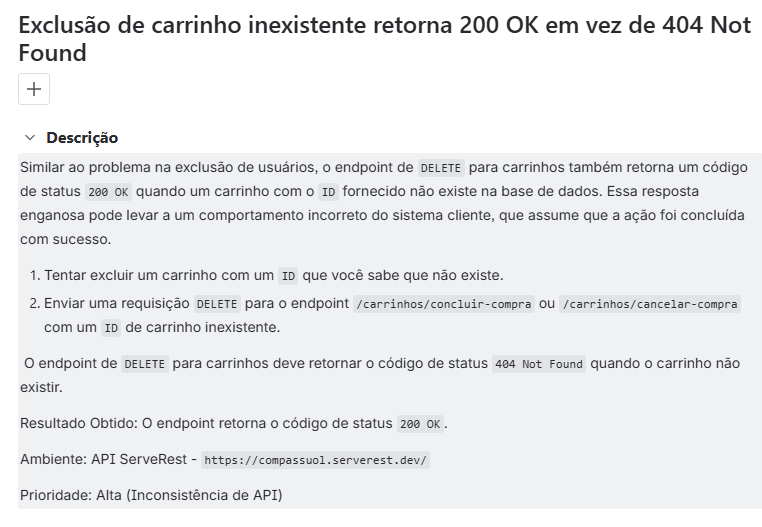 Exclusão de carrinho inexistente retorna 200 OK em vez de 404 Not
Found
Descrição
Similar ao problema na exclusão de usuários, o endpoint de DELETE para carrinhos também retorna um código
de status 200 OK quando um carrinho com o ID fornecido não existe na base de dados. Essa resposta
enganosa pode levar a um comportamento incorreto do sistema cliente, que assume que a ação foi concluída
com sucesso.
1. Tentar excluir um carrinho com um ID que você sabe que não existe.
2. Enviar uma requisição DELETE para o endpoint /carrinhos/concluir-compra ou /carrinhos/cancelar-compra
com um ID de carrinho inexistente.
O endpoint de DELETE para carrinhos deve retornar o código de status 404 Not Found quando o carrinho não
existir.
Resultado Obtido: O endpoint retorna o código de status 200 OK.
Ambiente: API ServeRest - https://compassuol.serverest.dev/
Prioridade: Alta (Inconsistência de API)